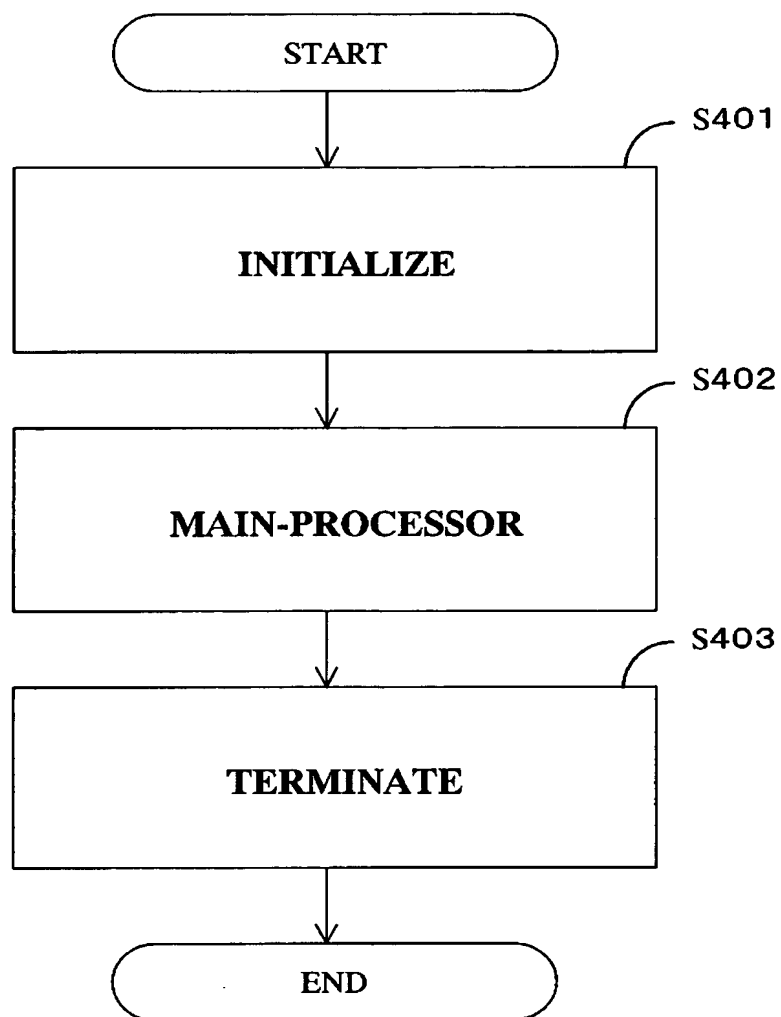 START
S401
INITIALIZE
S402
MAIN-PROCESSOR
S403
TERMINATE
END